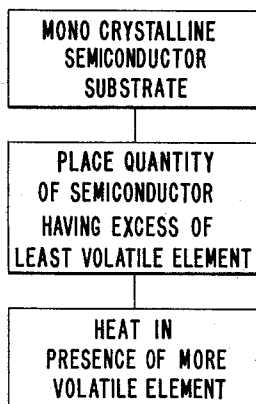 MONO CRYSTALLINE
SEMICONDUCTOR
SUBSTRATE
PLACE QUANTITY
OF SEMICONDUCTOR
HAVING EXCESS OF
LEAST VOLATILE ELEMENT
HEAT IN
PRESENCE OF MORE
VOLATILE ELEMENT